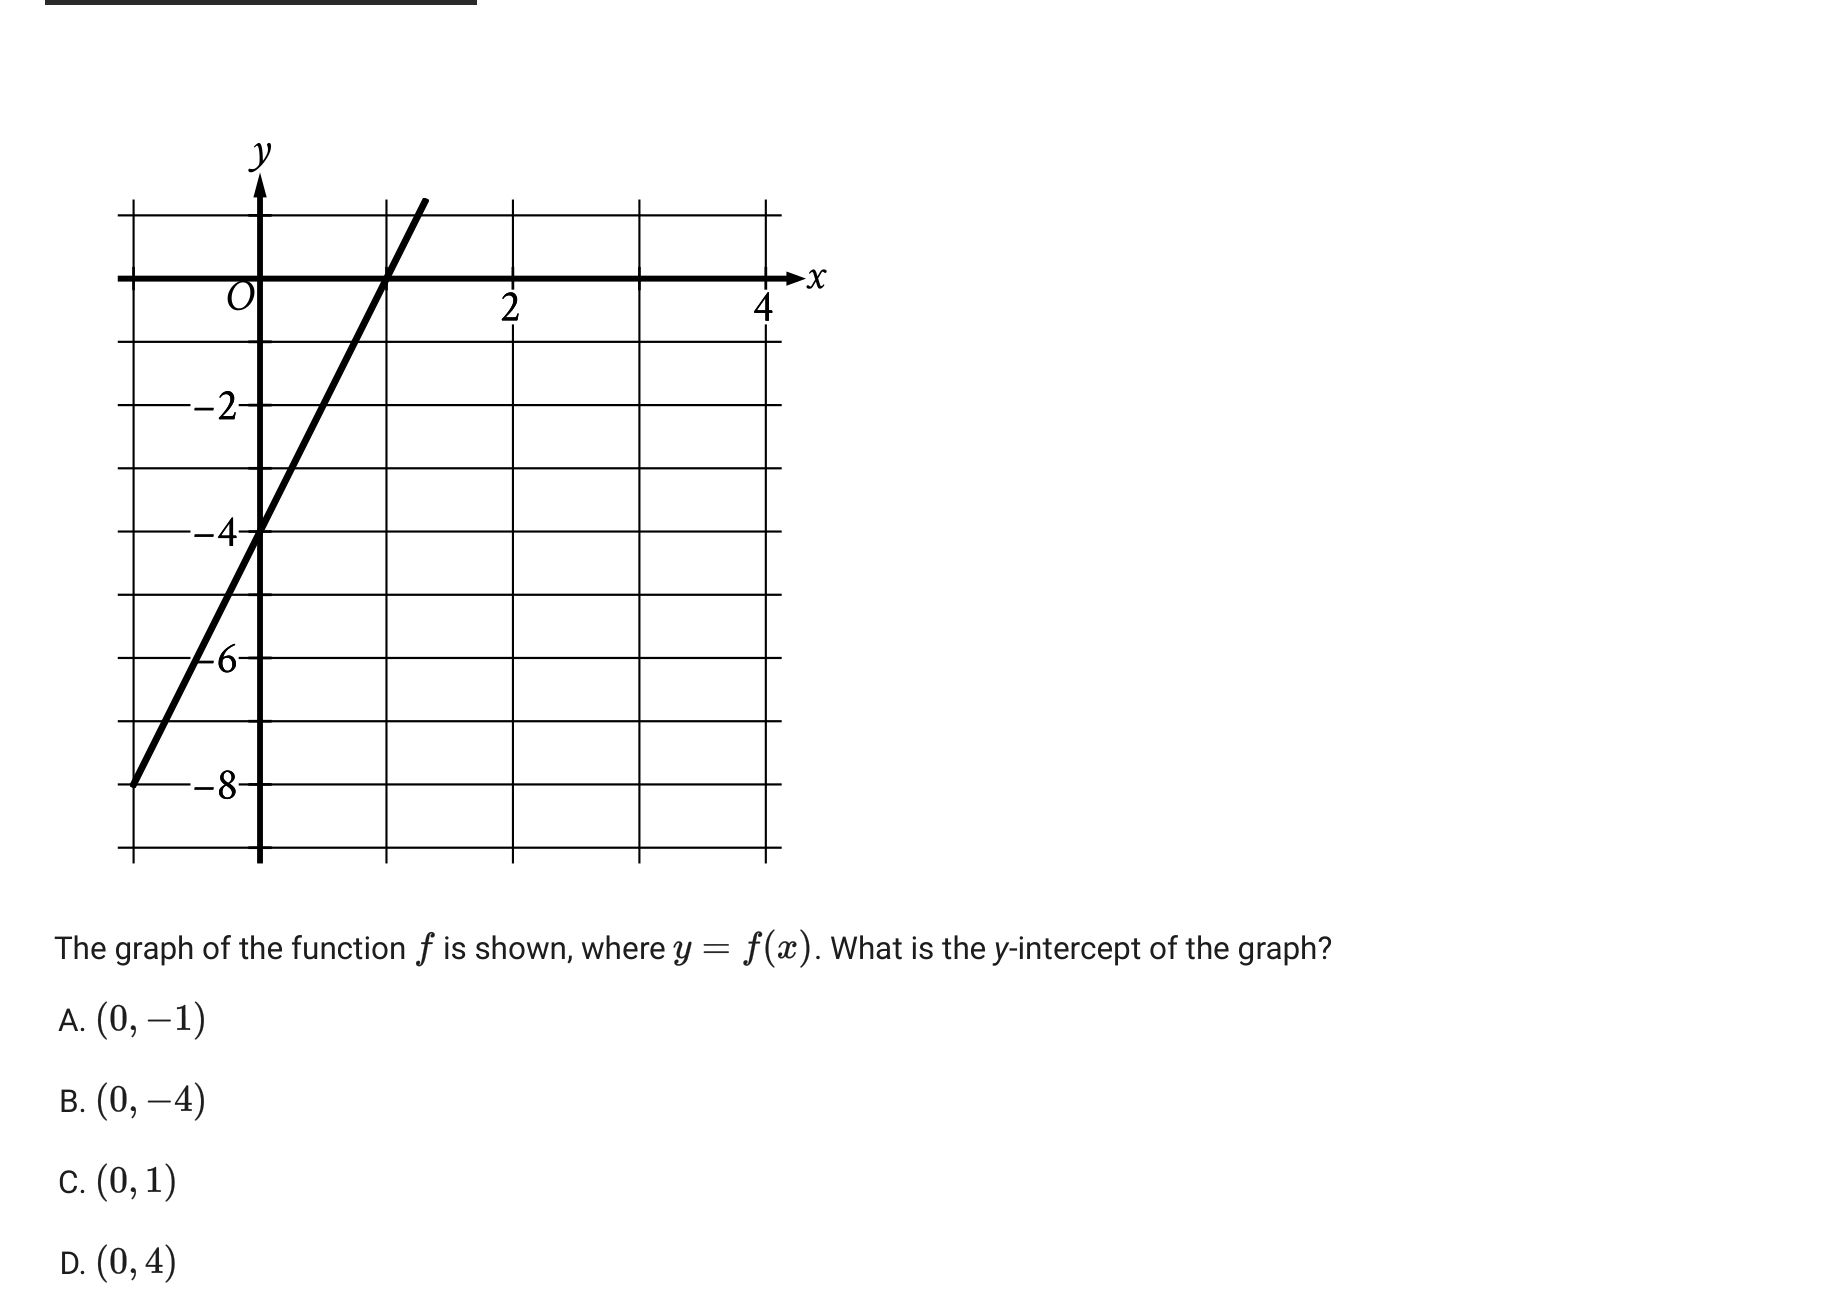 y
x
O
2
4
−2
−4
−6
−8
The graph of the function f is shown, where y = f(x). What is the y-intercept of the graph?
A. (0, −1)
B. (0, −4)
C. (0, 1)
D. (0, 4)